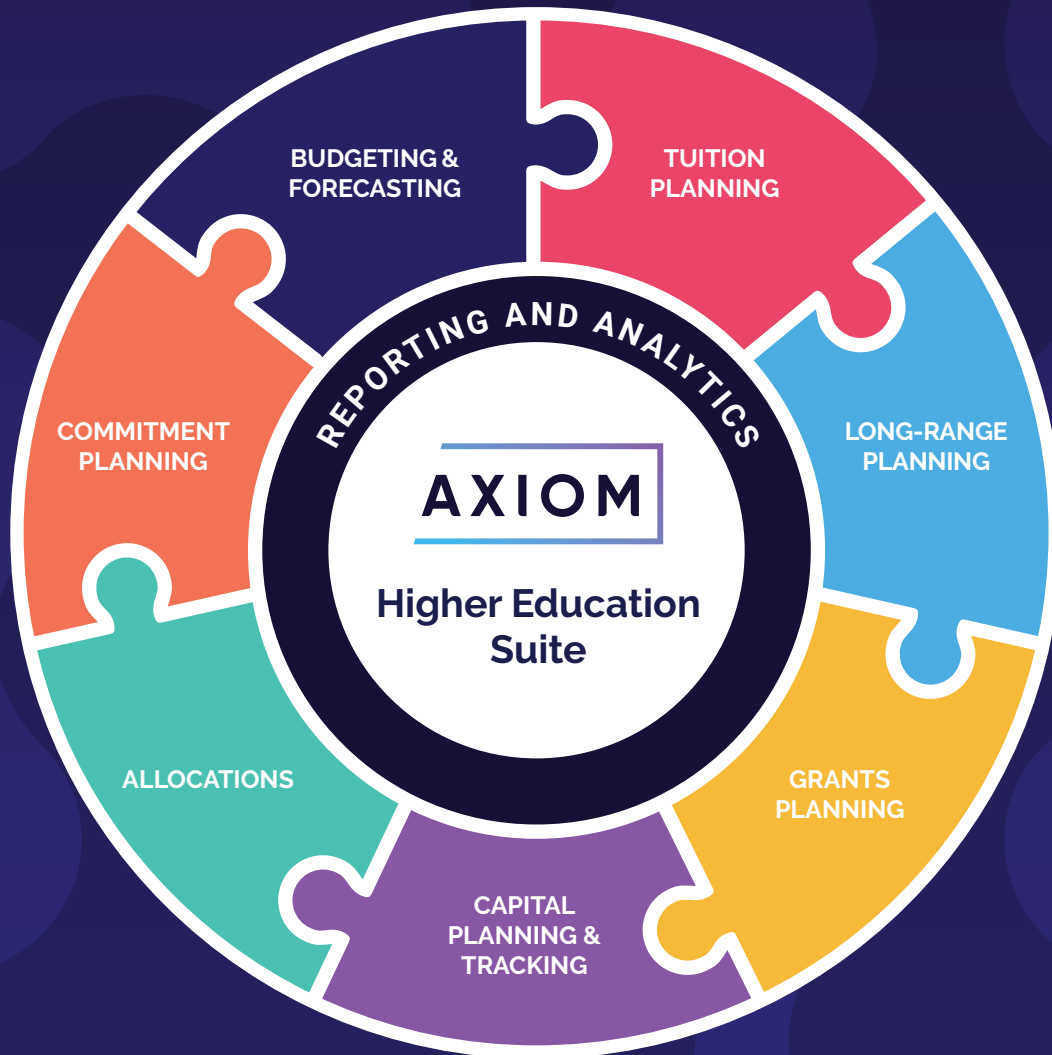 BUDGETING &
FORECASTING
TUITION
PLANNING
REPORTING AND ANALYTICS
COMMITMENT
PLANNING
LONG-RANGE
PLANNING
AXIOM
Higher Education
Suite
ALLOCATIONS
GRANTS
PLANNING
CAPITAL
PLANNING &
TRACKING